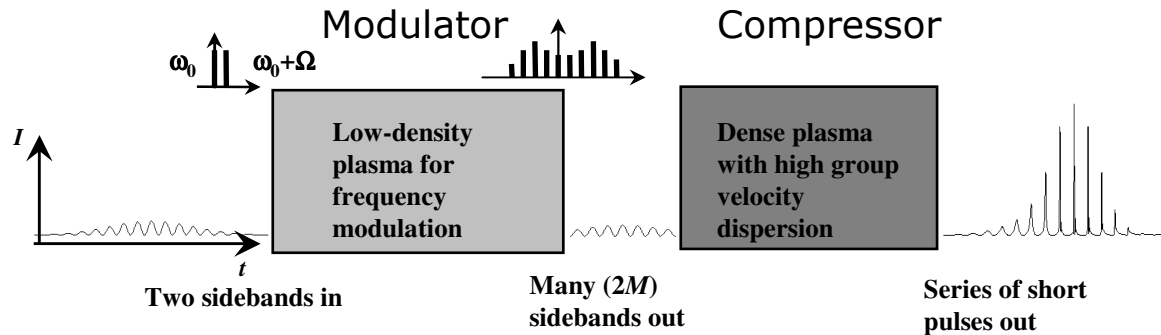 Modulator
Compressor
ω₀
ω₀+Ω
I
t
Low-density
plasma for
frequency
modulation
Dense plasma
with high group
velocity
dispersion
Two sidebands in
Many (2M)
sidebands out
Series of short
pulses out